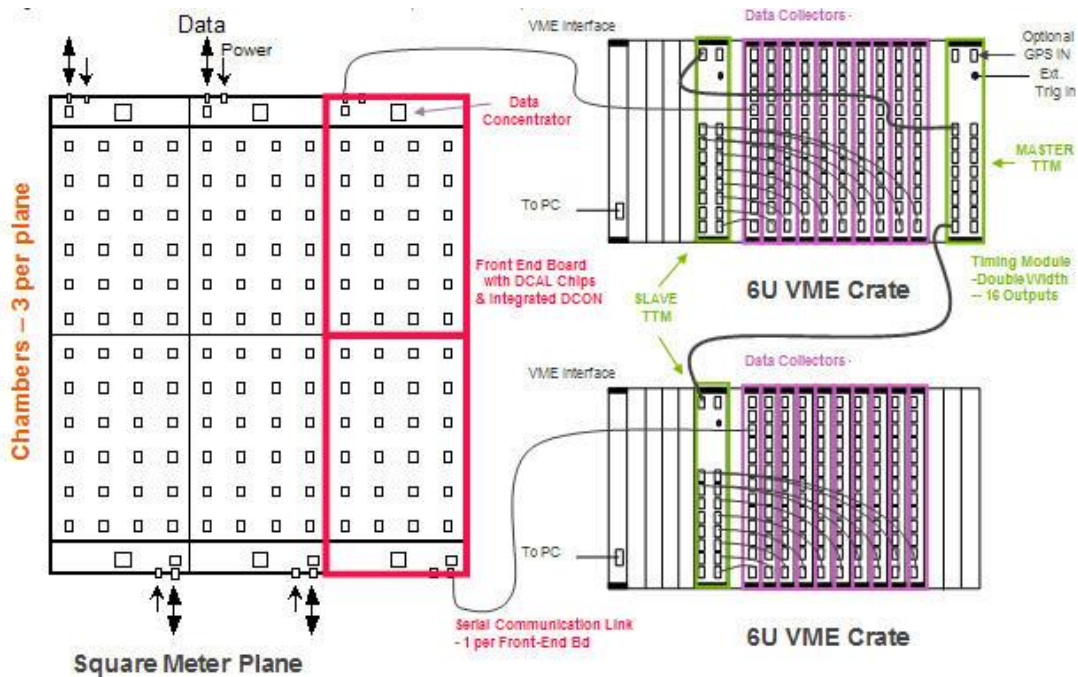 Data
Power
Chambers – 3 per plane
Square Meter Plane
Data
Concentrator
Front End Board
with DCAL Chips
& Integrated DCON
Serial Communication Link
- 1 per Front-End Bd
VME Interface
Data Collectors -
Optional
GPS IN
Ext.
Trig In
MASTER
TTM
To PC
6U VME Crate
Timing Module
-Double Width
-- 16 Outputs
SLAVE
TTM
VME Interface
Data Collectors -
To PC
6U VME Crate